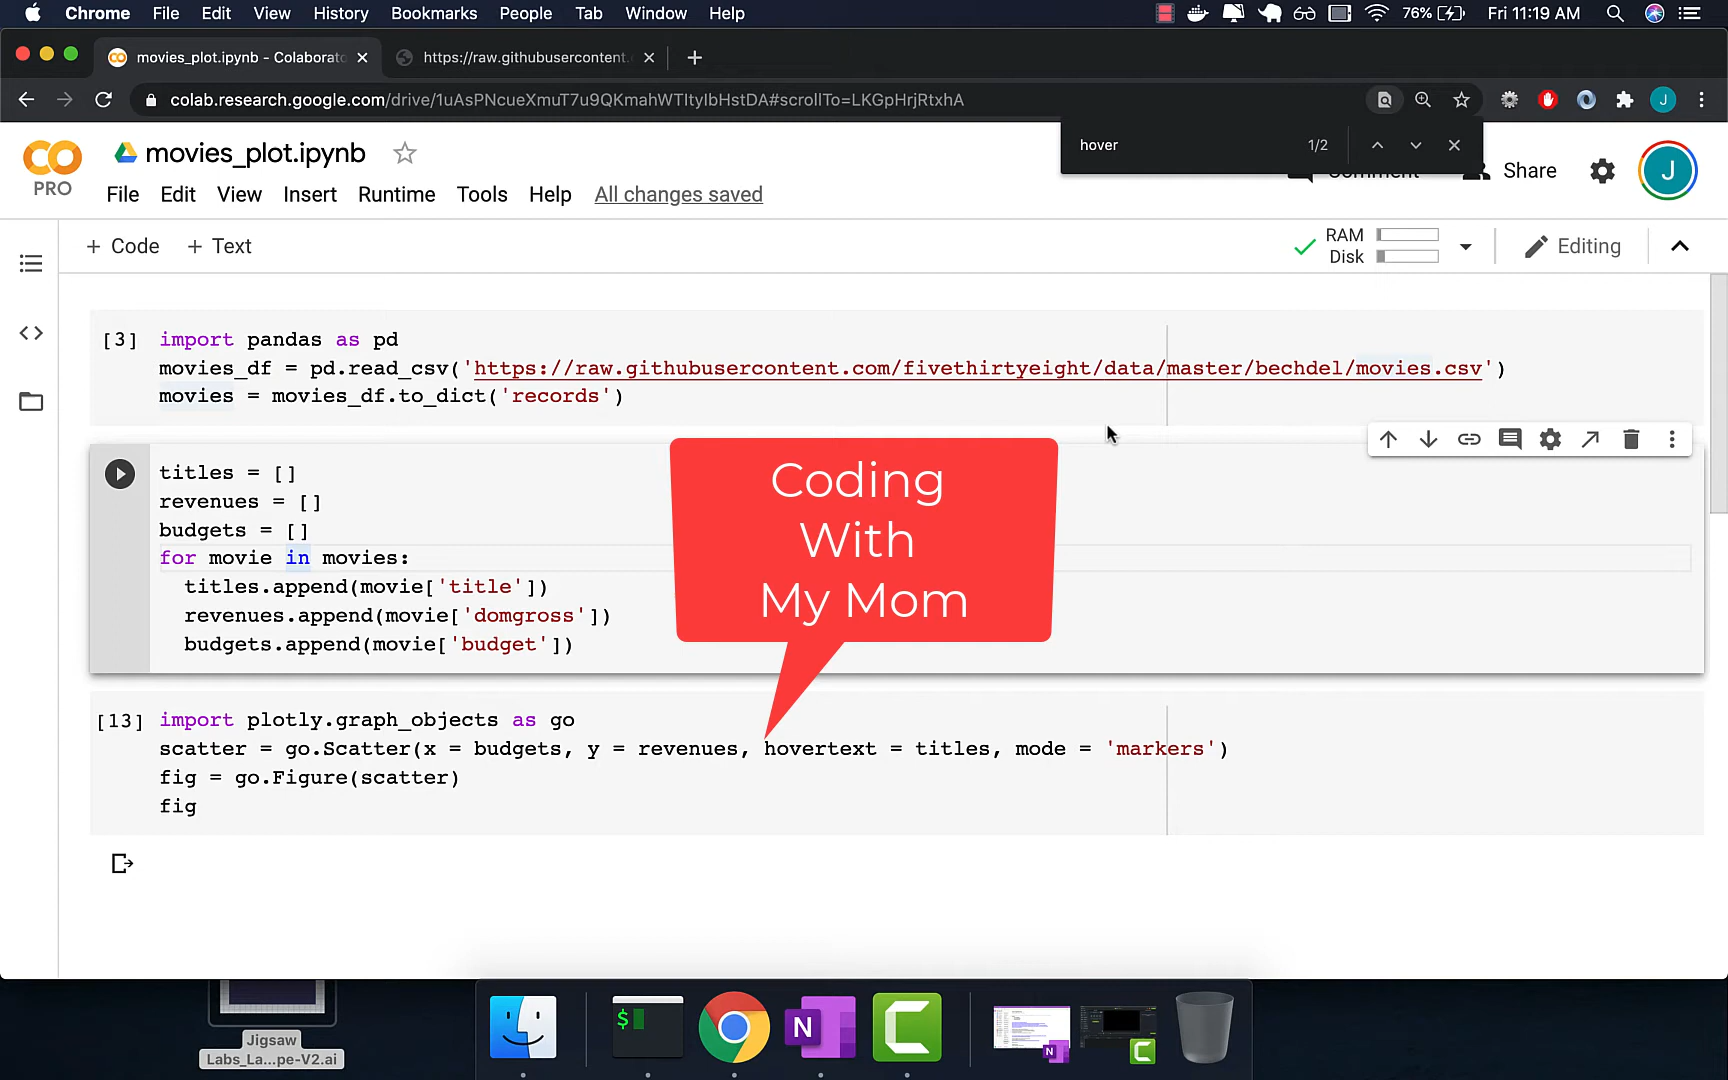 Chrome File Edit View History Bookmarks People Tab Window Help 76% Fri 11:19 AM
movies_plot.ipynb - Colaborato https://raw.githubusercontent.
colab.research.google.com/drive/1uAsPNcueXmuT7u9QKmahWTItyIbHstDA#scrollTo=LKGpHrjRtxhA J
hover 1/2
PRO movies_plot.ipynb
Comment Share J
File Edit View Insert Runtime Tools Help All changes saved
+ Code + Text RAM Disk Editing
[3] import pandas as pd
movies_df = pd.read_csv('https://raw.githubusercontent.com/fivethirtyeight/data/master/bechdel/movies.csv')
movies = movies_df.to_dict('records')
titles = []
revenues = []
budgets = []
for movie in movies:
titles.append(movie['title'])
revenues.append(movie['domgross'])
budgets.append(movie['budget'])
Coding
With
My Mom
[13] import plotly.graph_objects as go
scatter = go.Scatter(x = budgets, y = revenues, hovertext = titles, mode = 'markers')
fig = go.Figure(scatter)
fig
$ N C
Jigsaw
Labs_La...pe-V2.ai